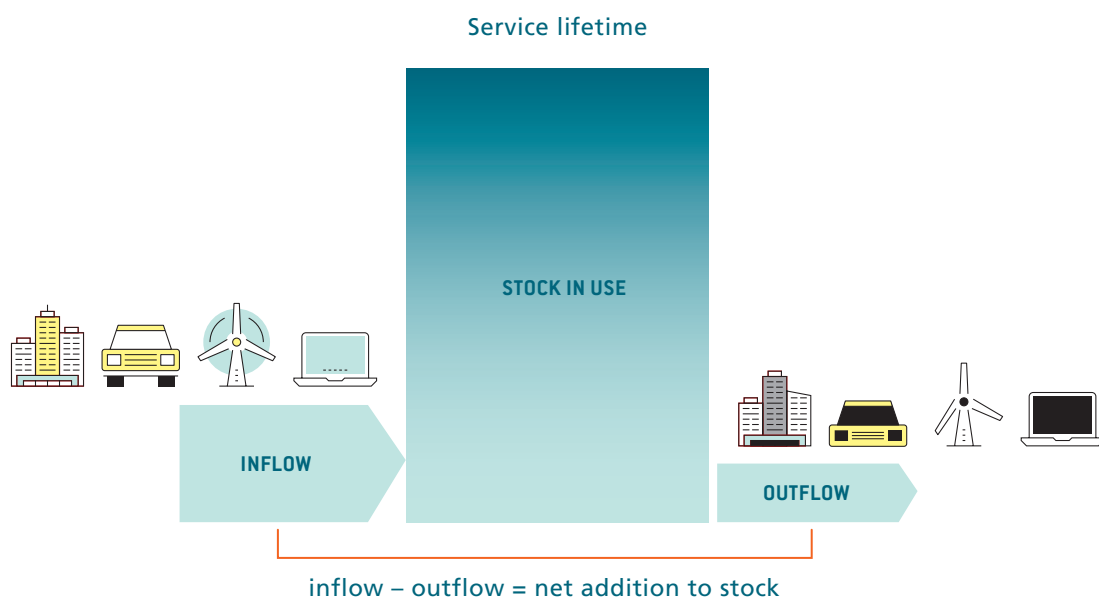 Service lifetime
STOCK IN USE
INFLOW
OUTFLOW
inflow – outflow = net addition to stock